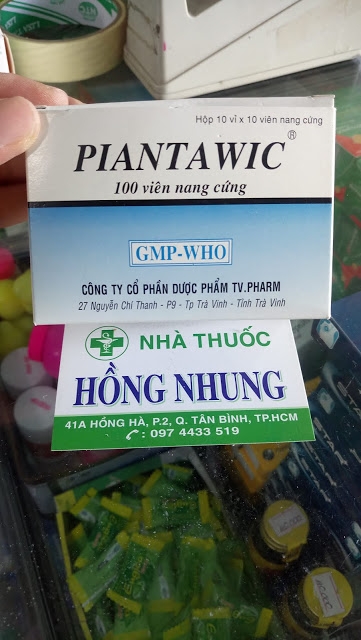 Hộp 10 vỉ x 10 viên nang cứng
PIANTAWIC®
100 viên nang cứng
GMP-WHO
CÔNG TY CỔ PHẦN DƯỢC PHẨM TV.PHARM
27 Nguyễn Chí Thanh - P9 - Tp Trà Vinh - Tỉnh Trà Vinh
NHÀ THUỐC
HỒNG NHUNG
41A HỒNG HÀ, P.2, Q. TÂN BÌNH, TP.HCM
: 097 4433 519